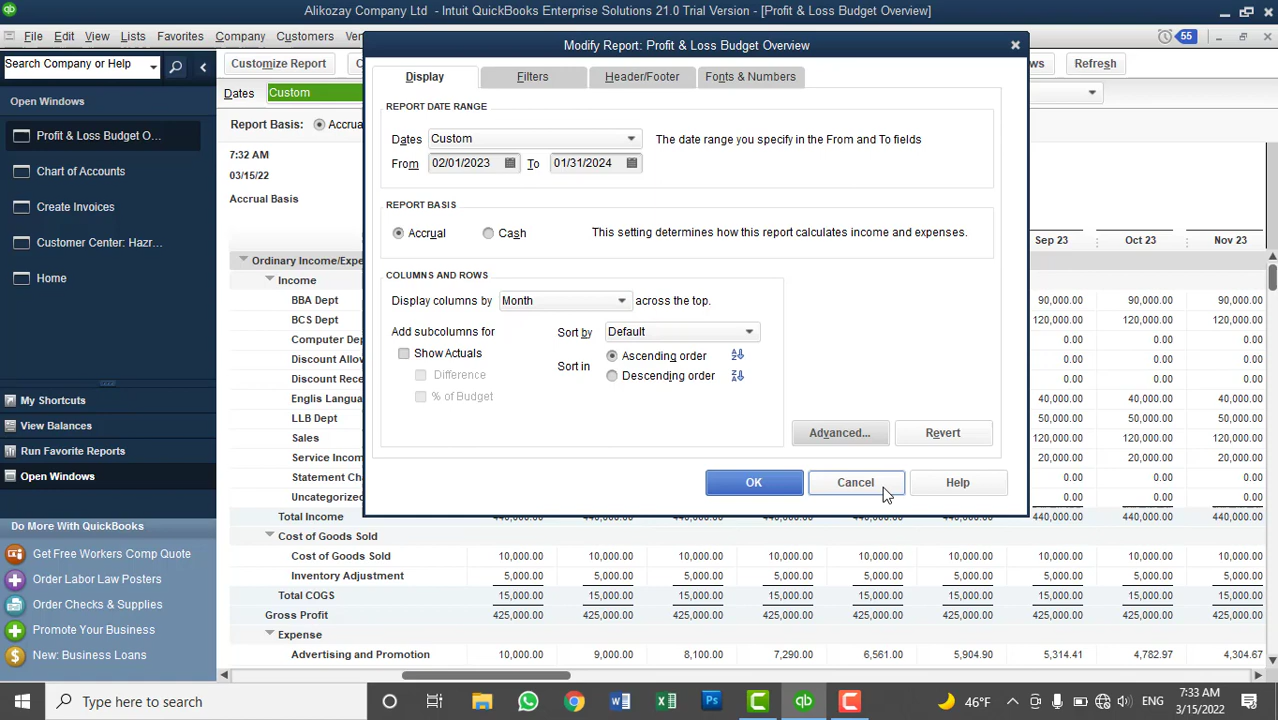 Alikozay Company Ltd - Intuit QuickBooks Enterprise Solutions 21.0 Trial Version - [Profit & Loss Budget Overview]
File Edit View Lists Favorites Company Customers 55
Search Company or Help
Customize Report Refresh
Dates Custom
Report Basis: Accrua
Open Windows
Profit & Loss Budget O...
Chart of Accounts
Create Invoices
Customer Center: Hazr...
Home
My Shortcuts
View Balances
Run Favorite Reports
Open Windows
Do More With QuickBooks
Get Free Workers Comp Quote
Order Labor Law Posters
Order Checks & Supplies
Promote Your Business
New: Business Loans
Modify Report: Profit & Loss Budget Overview
Display Filters Header/Footer Fonts & Numbers
REPORT DATE RANGE
Dates Custom The date range you specify in the From and To fields
From 02/01/2023 To 01/31/2024
REPORT BASIS
Accrual Cash This setting determines how this report calculates income and expenses.
COLUMNS AND ROWS
Display columns by Month across the top.
Add subcolumns for Sort by Default
Show Actuals
Difference
% of Budget
Sort in Ascending order
Descending order
Advanced... Revert
OK Cancel Help
7:32 AM
03/15/22
Accrual Basis
Sep 23 Oct 23 Nov 23
Ordinary Income/Expe
Income
BBA Dept 90,000.00 90,000.00 90,000.00
BCS Dept 120,000.00 120,000.00 120,000.00
Computer De 0.00 0.00 0.00
Discount Allo 0.00 0.00 0.00
Discount Rece 0.00 0.00 0.00
Englis Langua 40,000.00 40,000.00 40,000.00
LLB Dept 50,000.00 50,000.00 50,000.00
Sales 140,000.00 140,000.00 140,000.00
Service Incom 0.00 0.00 0.00
Statement Cha 0.00 0.00 0.00
Uncategorized 0.00 0.00 0.00
Total Income 440,000.00 440,000.00 440,000.00 440,000.00 440,000.00 440,000.00 440,000.00 440,000.00
Cost of Goods Sold
Cost of Goods Sold 10,000.00 10,000.00 10,000.00 10,000.00 10,000.00 10,000.00 10,000.00 10,000.00
Inventory Adjustment 5,000.00 5,000.00 5,000.00 5,000.00 5,000.00 5,000.00 5,000.00 5,000.00
Total COGS 15,000.00 15,000.00 15,000.00 15,000.00 15,000.00 15,000.00 15,000.00 15,000.00
Gross Profit 425,000.00 425,000.00 425,000.00 425,000.00 425,000.00 425,000.00 425,000.00 425,000.00
Expense
Advertising and Promotion 10,000.00 9,000.00 8,100.00 7,290.00 6,561.00 5,904.90 5,314.41 4,782.97 4,304.67
Type here to search 46°F ENG 7:33 AM
3/15/2022